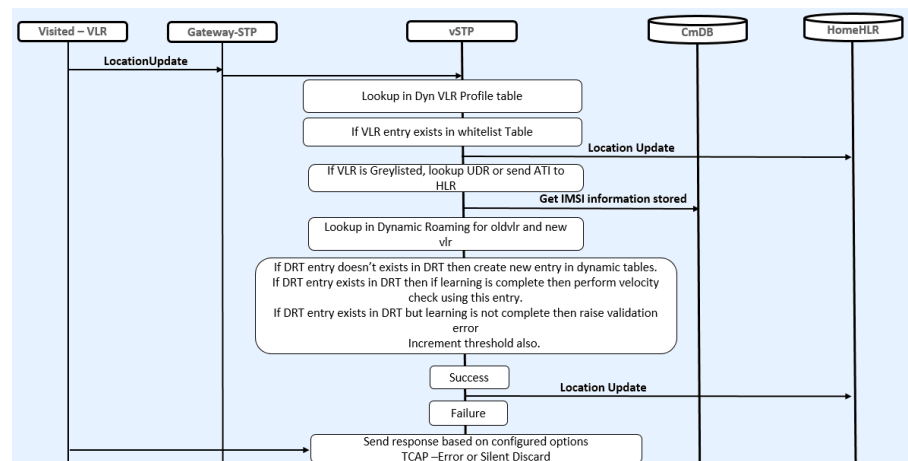 Visited – VLR
Gateway-STP
vSTP
CmDB
HomeHLR
LocationUpdate
Lookup in Dyn VLR Profile table
If VLR entry exists in whitelist Table
Location Update
If VLR is Greylisted, lookup UDR or send ATI to
HLR
Get IMSI information stored
Lookup in Dynamic Roaming for oldvlr and new
vlr
If DRT entry doesn't exists in DRT then create new entry in dynamic tables.
If DRT entry exists in DRT then if learning is complete then perform velocity
check using this entry.
If DRT entry exists in DRT but learning is not complete then raise validation
error
Increment threshold also.
Success
Location Update
Failure
Send response based on configured options
TCAP –Error or Silent Discard